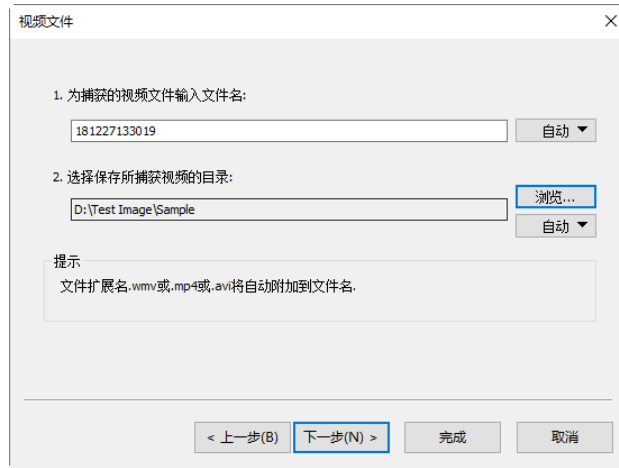 视频文件
1. 为捕获的视频文件输入文件名:
181227133019
自动
2. 选择保存所捕获视频的目录:
浏览...
D:\Test Image\Sample
自动
提示
文件扩展名.wmv或.mp4或.avi将自动附加到文件名.
< 上一步(B)
下一步(N) >
完成
取消